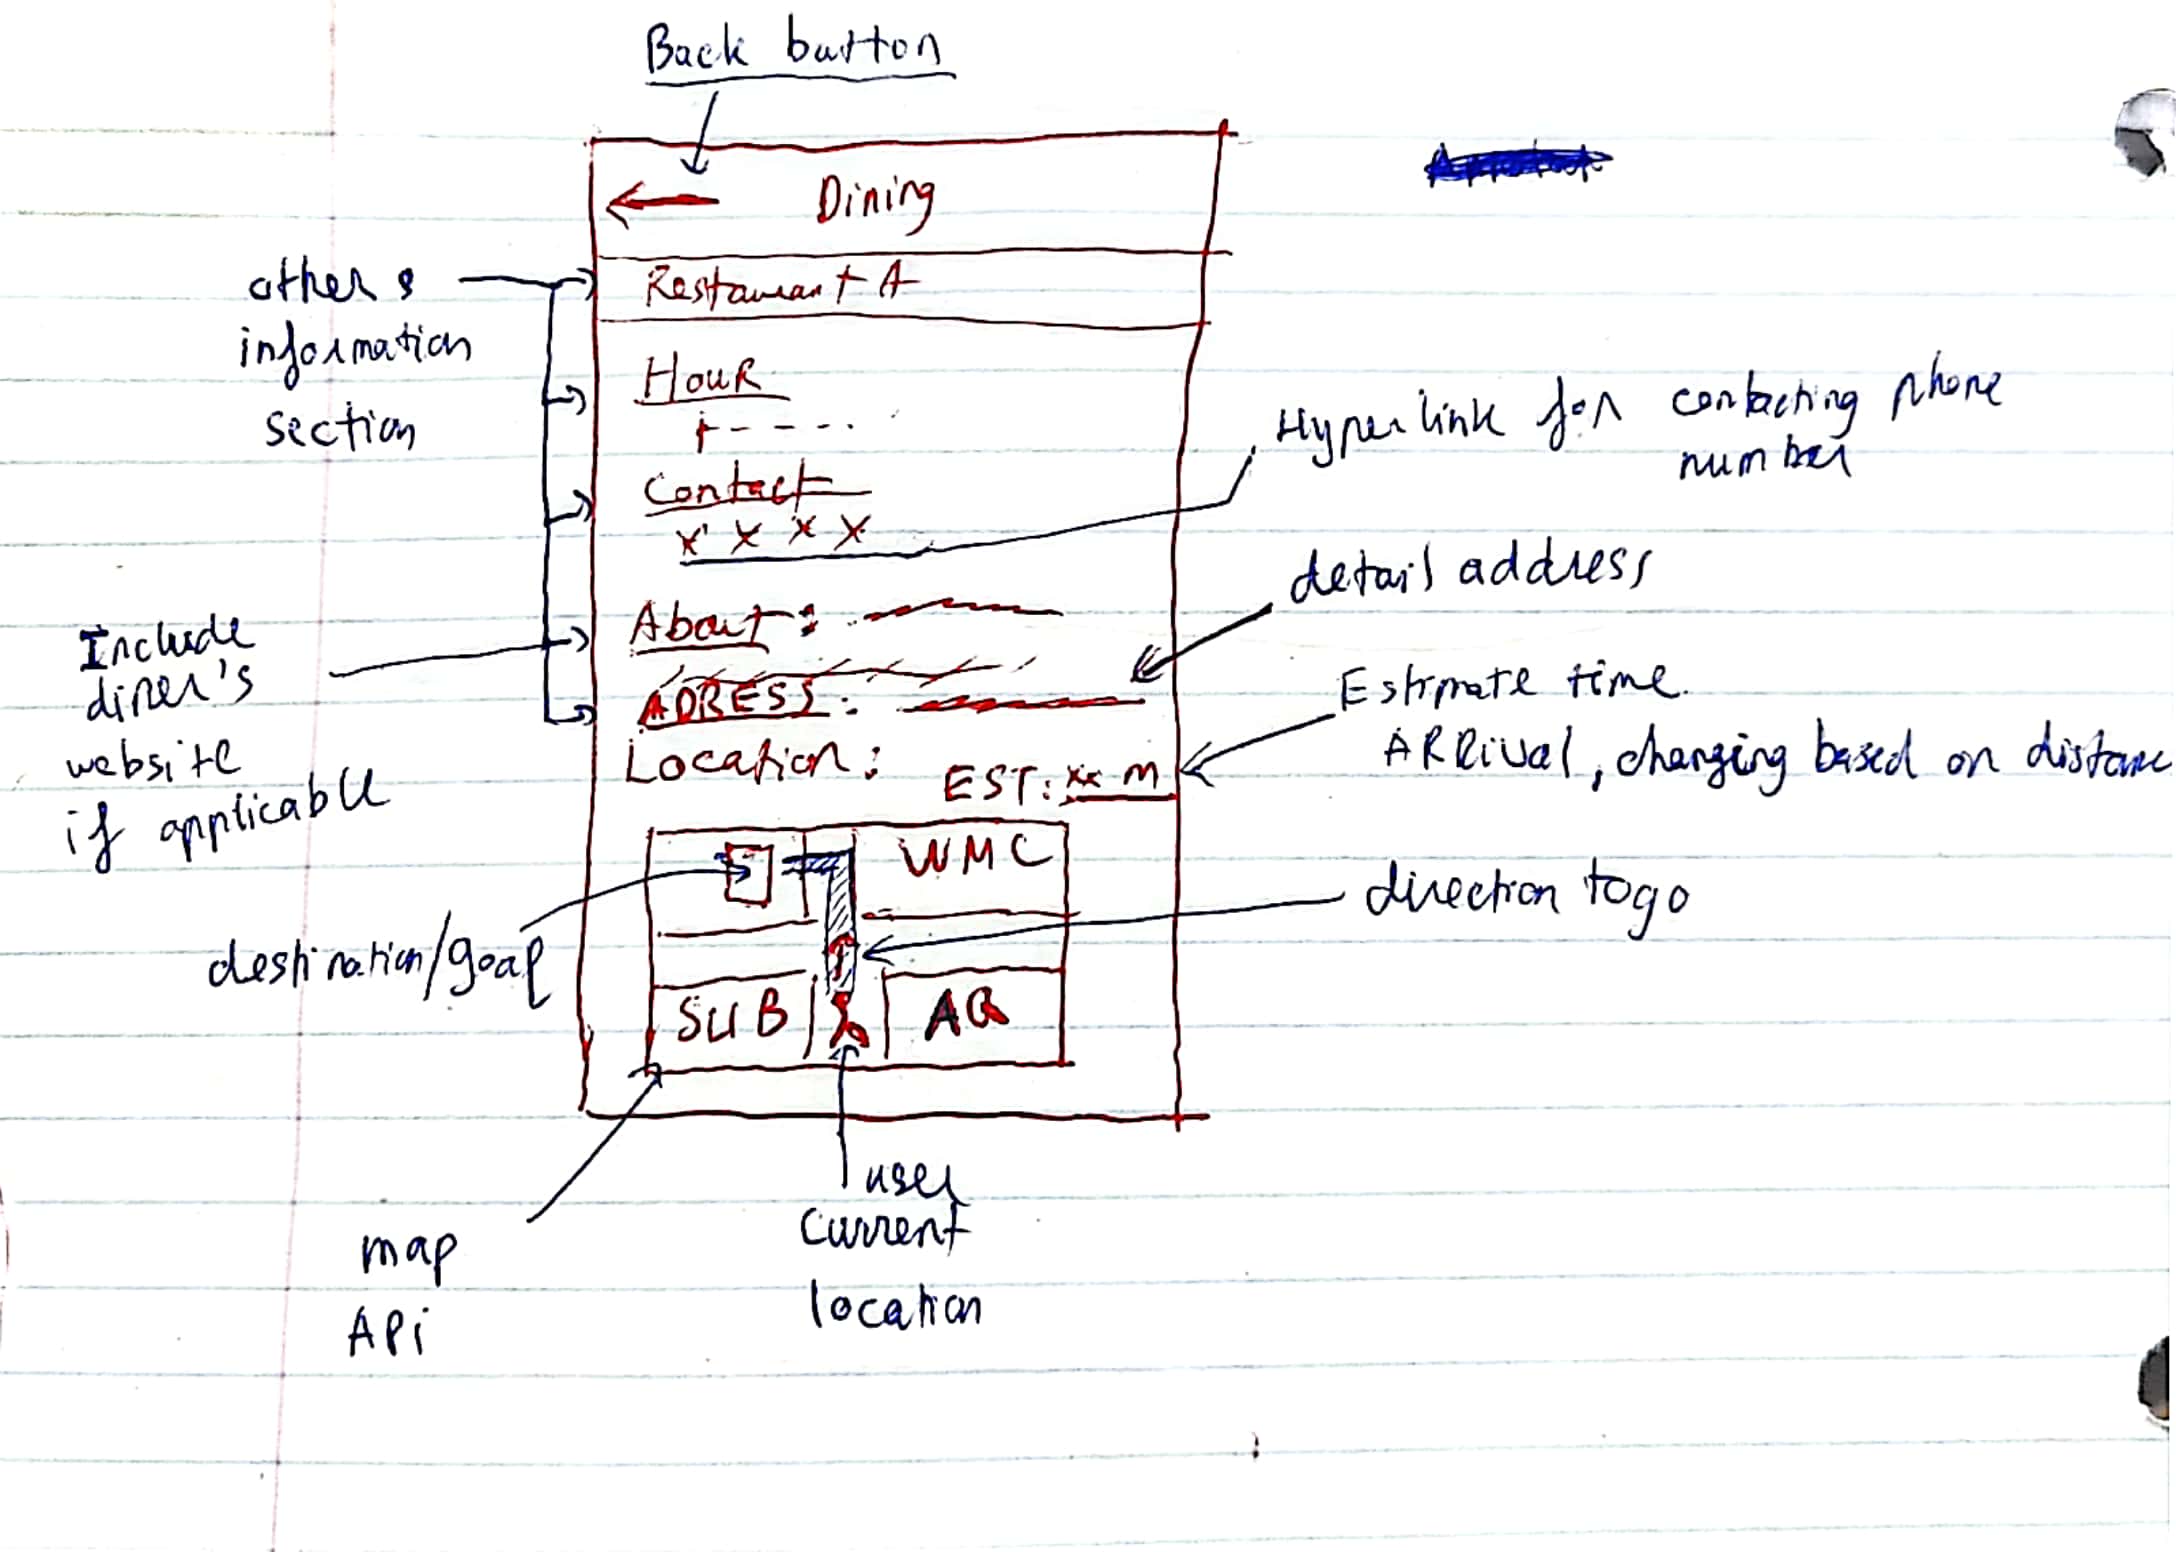 Back button
Dining
others
information
section
Restaurant A
Hour
Contact
x x x x
Hyperlink for contacting phone
number
detail address
About:
Include
diner's
website
if applicable
ADRESS:
Location:
EST: xx m
Estimate time
ARRIVAL, changing based on distance
WMC
direction to go
destination/goal
SUB
AQ
user
current
location
map
APi